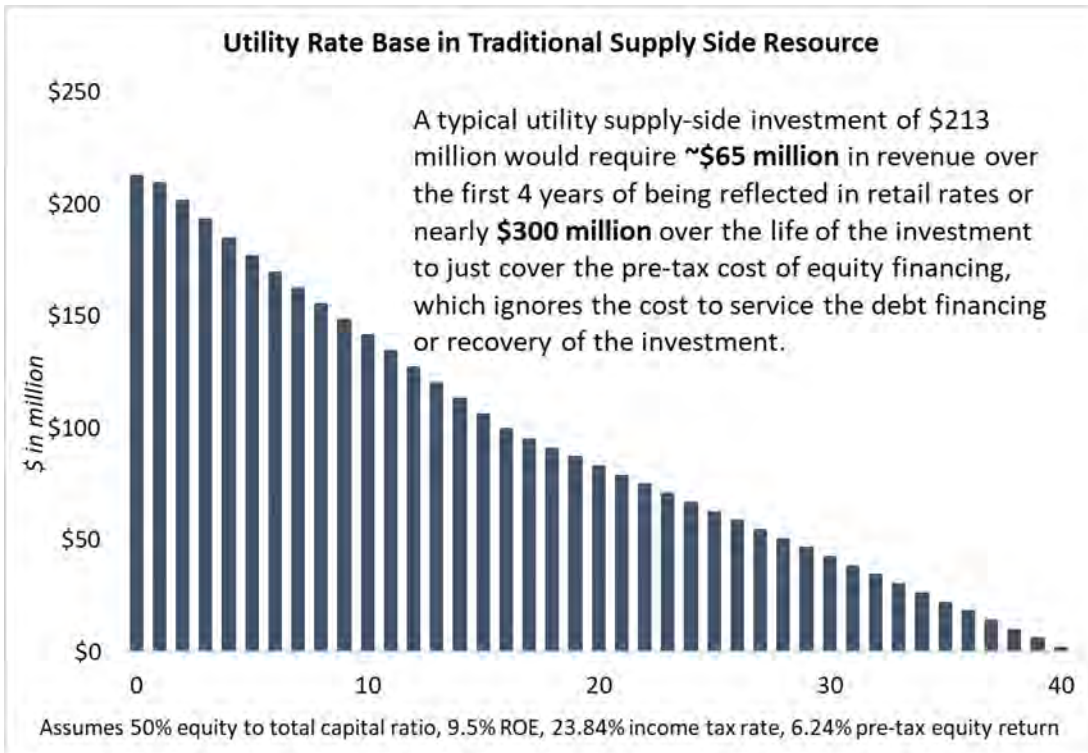 Utility Rate Base in Traditional Supply Side Resource
$250
A typical utility supply-side investment of $213
million would require ~$65 million in revenue over
the first 4 years of being reflected in retail rates or
nearly $300 million over the life of the investment
to just cover the pre-tax cost of equity financing,
which ignores the cost to service the debt financing
or recovery of the investment.
$200
$150
$100
$50
$0
$ in million
0 10 20 30 40
Assumes 50% equity to total capital ratio, 9.5% ROE, 23.84% income tax rate, 6.24% pre-tax equity return